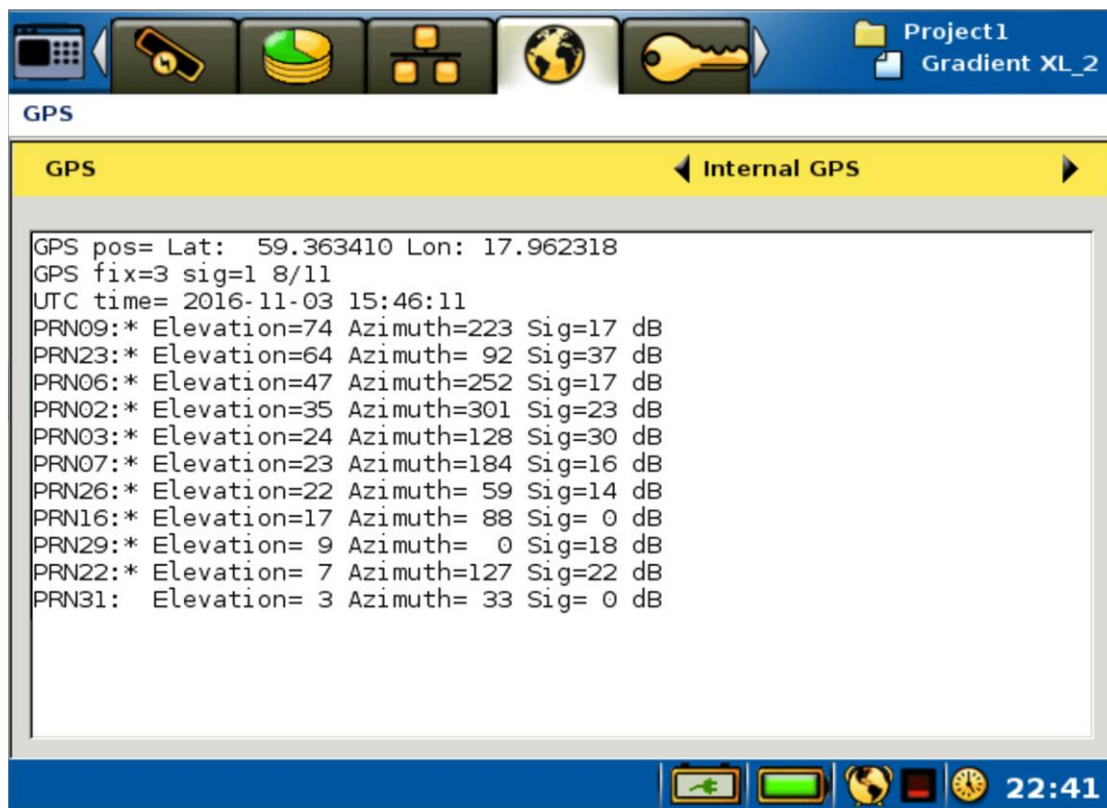 Project1
Gradient XL_2
GPS
GPS Internal GPS
GPS pos= Lat:  59.363410 Lon: 17.962318
GPS fix=3 sig=1 8/11
UTC time= 2016-11-03 15:46:11
PRN09:* Elevation=74 Azimuth=223 Sig=17 dB
PRN23:* Elevation=64 Azimuth= 92 Sig=37 dB
PRN06:* Elevation=47 Azimuth=252 Sig=17 dB
PRN02:* Elevation=35 Azimuth=301 Sig=23 dB
PRN03:* Elevation=24 Azimuth=128 Sig=30 dB
PRN07:* Elevation=23 Azimuth=184 Sig=16 dB
PRN26:* Elevation=22 Azimuth= 59 Sig=14 dB
PRN16:* Elevation=17 Azimuth= 88 Sig= 0 dB
PRN29:* Elevation= 9 Azimuth=  0 Sig=18 dB
PRN22:* Elevation= 7 Azimuth=127 Sig=22 dB
PRN31:  Elevation= 3 Azimuth= 33 Sig= 0 dB
22:41